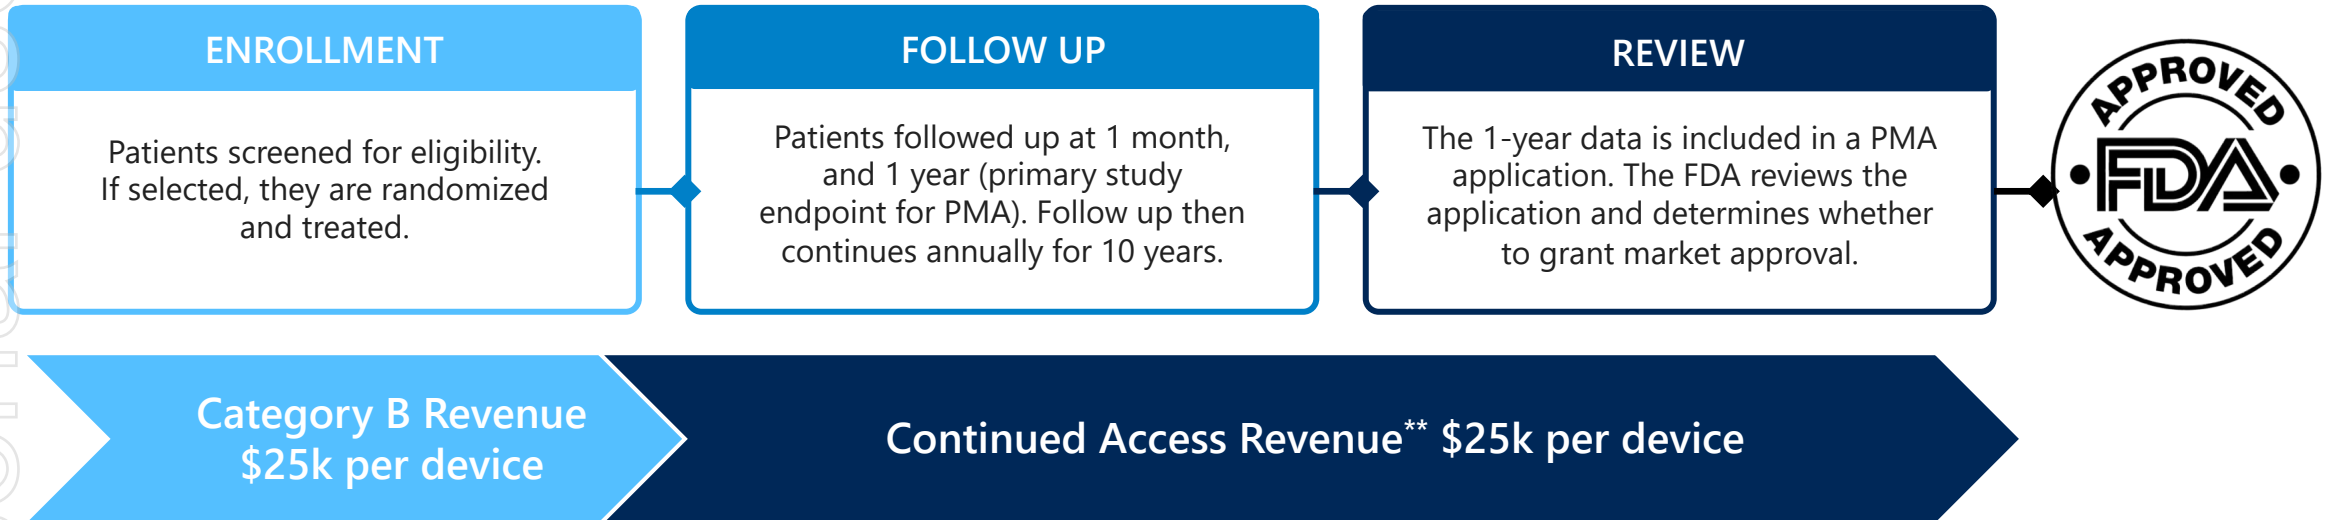 ENROLLMENT
Patients screened for eligibility.
If selected, they are randomized
and treated.
FOLLOW UP
Patients followed up at 1 month,
and 1 year (primary study
endpoint for PMA). Follow up then
continues annually for 10 years.
REVIEW
The 1-year data is included in a PMA
application. The FDA reviews the
application and determines whether
to grant market approval.
APPROVED
FDA
APPROVED
Category B Revenue
$25k per device
Continued Access Revenue** $25k per device